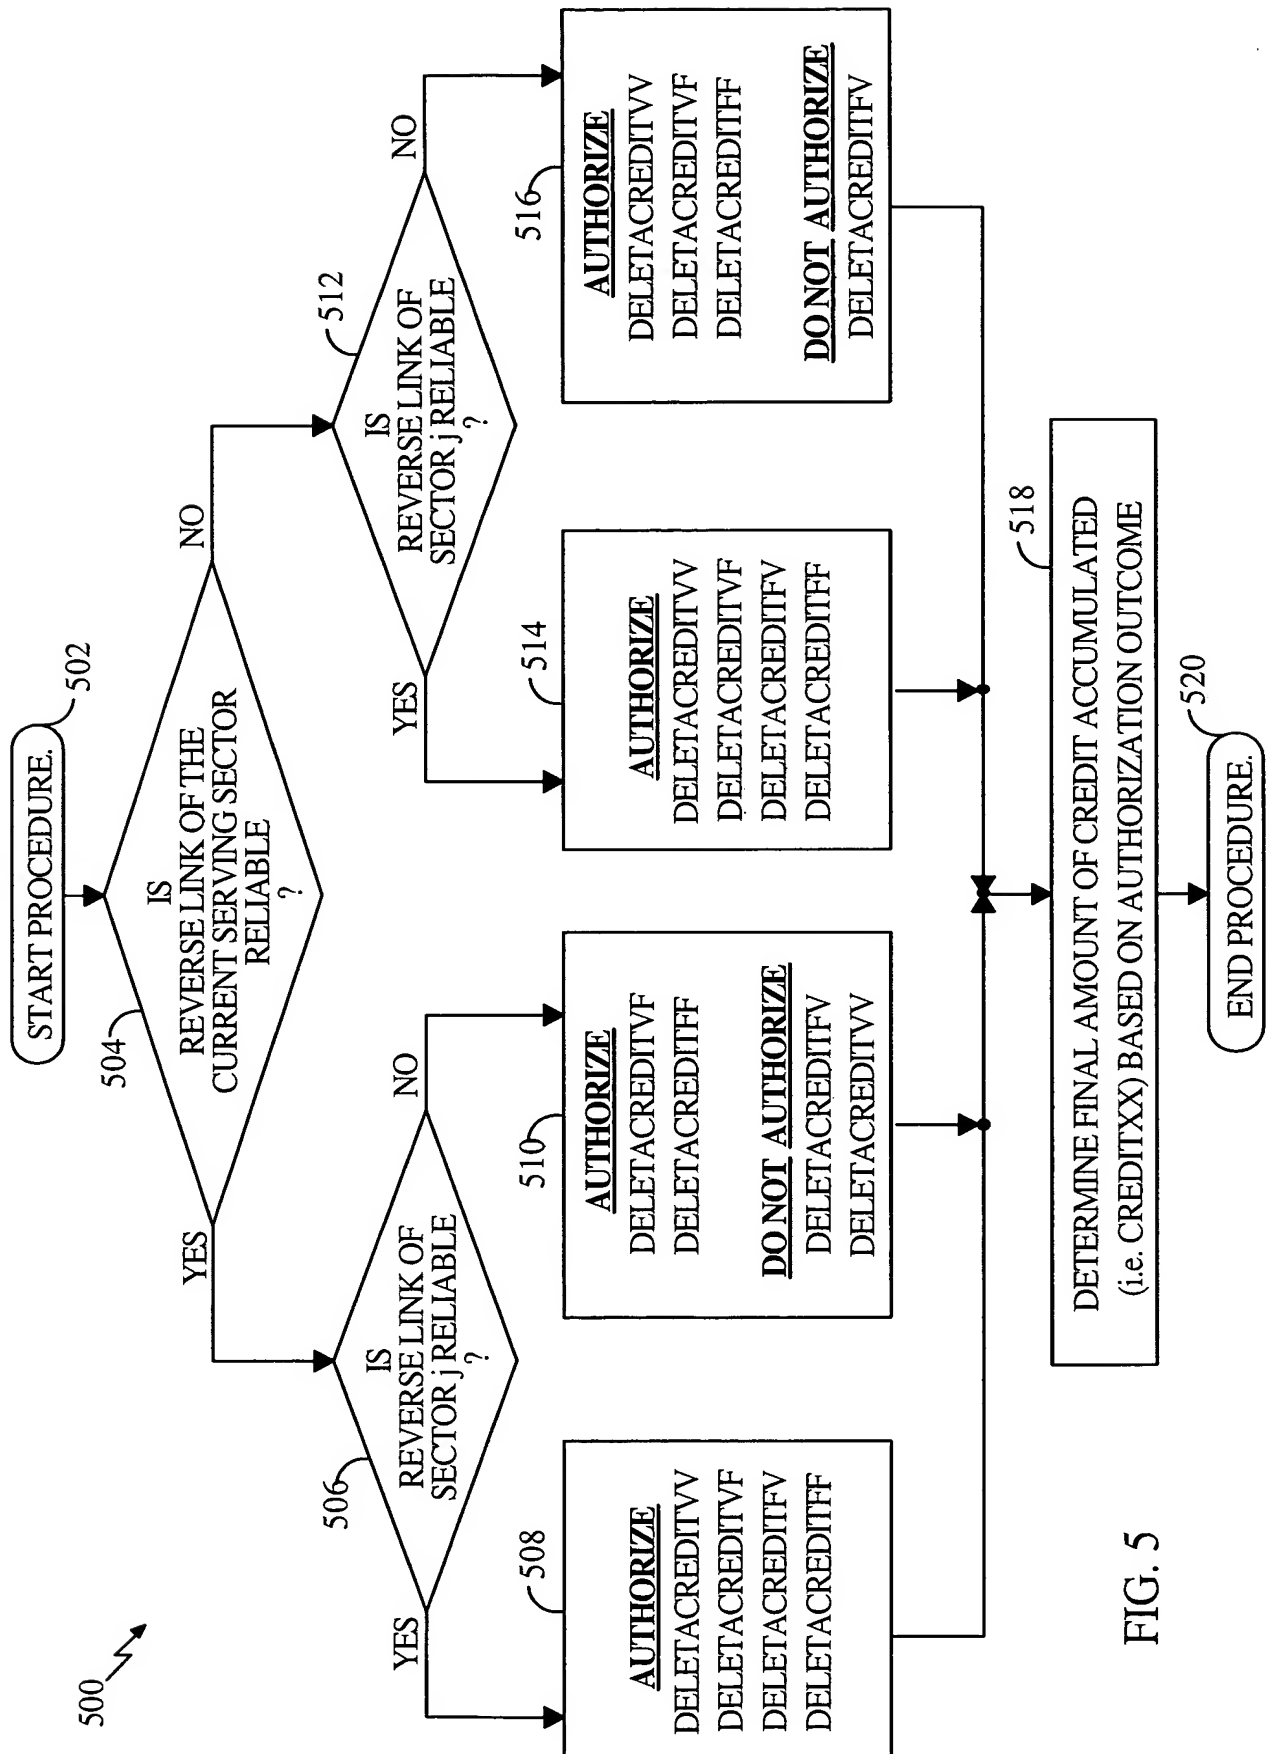 500
START PROCEDURE.
502
504
IS
REVERSE LINK OF THE
CURRENT SERVING SECTOR
RELIABLE
?
YES
NO
506
IS
REVERSE LINK OF
SECTOR j RELIABLE
?
YES
NO
512
IS
REVERSE LINK OF
SECTOR j RELIABLE
?
YES
NO
508
AUTHORIZE
DELETACREDITVV
DELETACREDITVF
DELETACREDITFV
DELETACREDITFF
510
AUTHORIZE
DELETACREDITVF
DELETACREDITFF
DO NOT AUTHORIZE
DELETACREDITFV
DELETACREDITVV
514
AUTHORIZE
DELETACREDITVV
DELETACREDITVF
DELETACREDITFV
DELETACREDITFF
516
AUTHORIZE
DELETACREDITVV
DELETACREDITVF
DELETACREDITFF
DO NOT AUTHORIZE
DELETACREDITFV
518
DETERMINE FINAL AMOUNT OF CREDIT ACCUMULATED
(i.e. CREDITXX) BASED ON AUTHORIZATION OUTCOME
520
END PROCEDURE.
FIG. 5